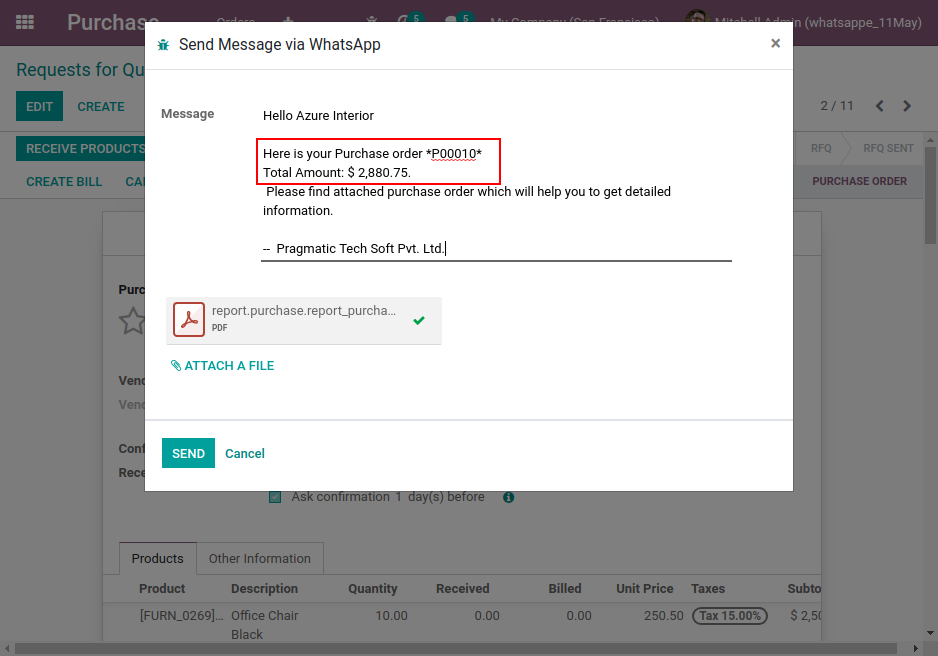 Purchase Orders 5 5 My Company (San Francisco) Mitchell Admin (whatsappe_11May)
Send Message via WhatsApp ×
Requests for Qu
EDIT CREATE 2 / 11
Message Hello Azure Interior
RECEIVE PRODUCTS RFQ RFQ SENT
Here is your Purchase order *P00010*
Total Amount: $ 2,880.75.
CREATE BILL CA PURCHASE ORDER
Please find attached purchase order which will help you to get detailed
information.
-- Pragmatic Tech Soft Pvt. Ltd.
Purc
report.purchase.report_purcha...
PDF
ATTACH A FILE
Vend
Vend
Conf
SEND Cancel
Rece
Ask confirmation 1 day(s) before
Products Other Information
Product Description Quantity Received Billed Unit Price Taxes Subto
[FURN_0269]... Office Chair 10.00 0.00 0.00 250.50 Tax 15.00% $ 2,50
Black